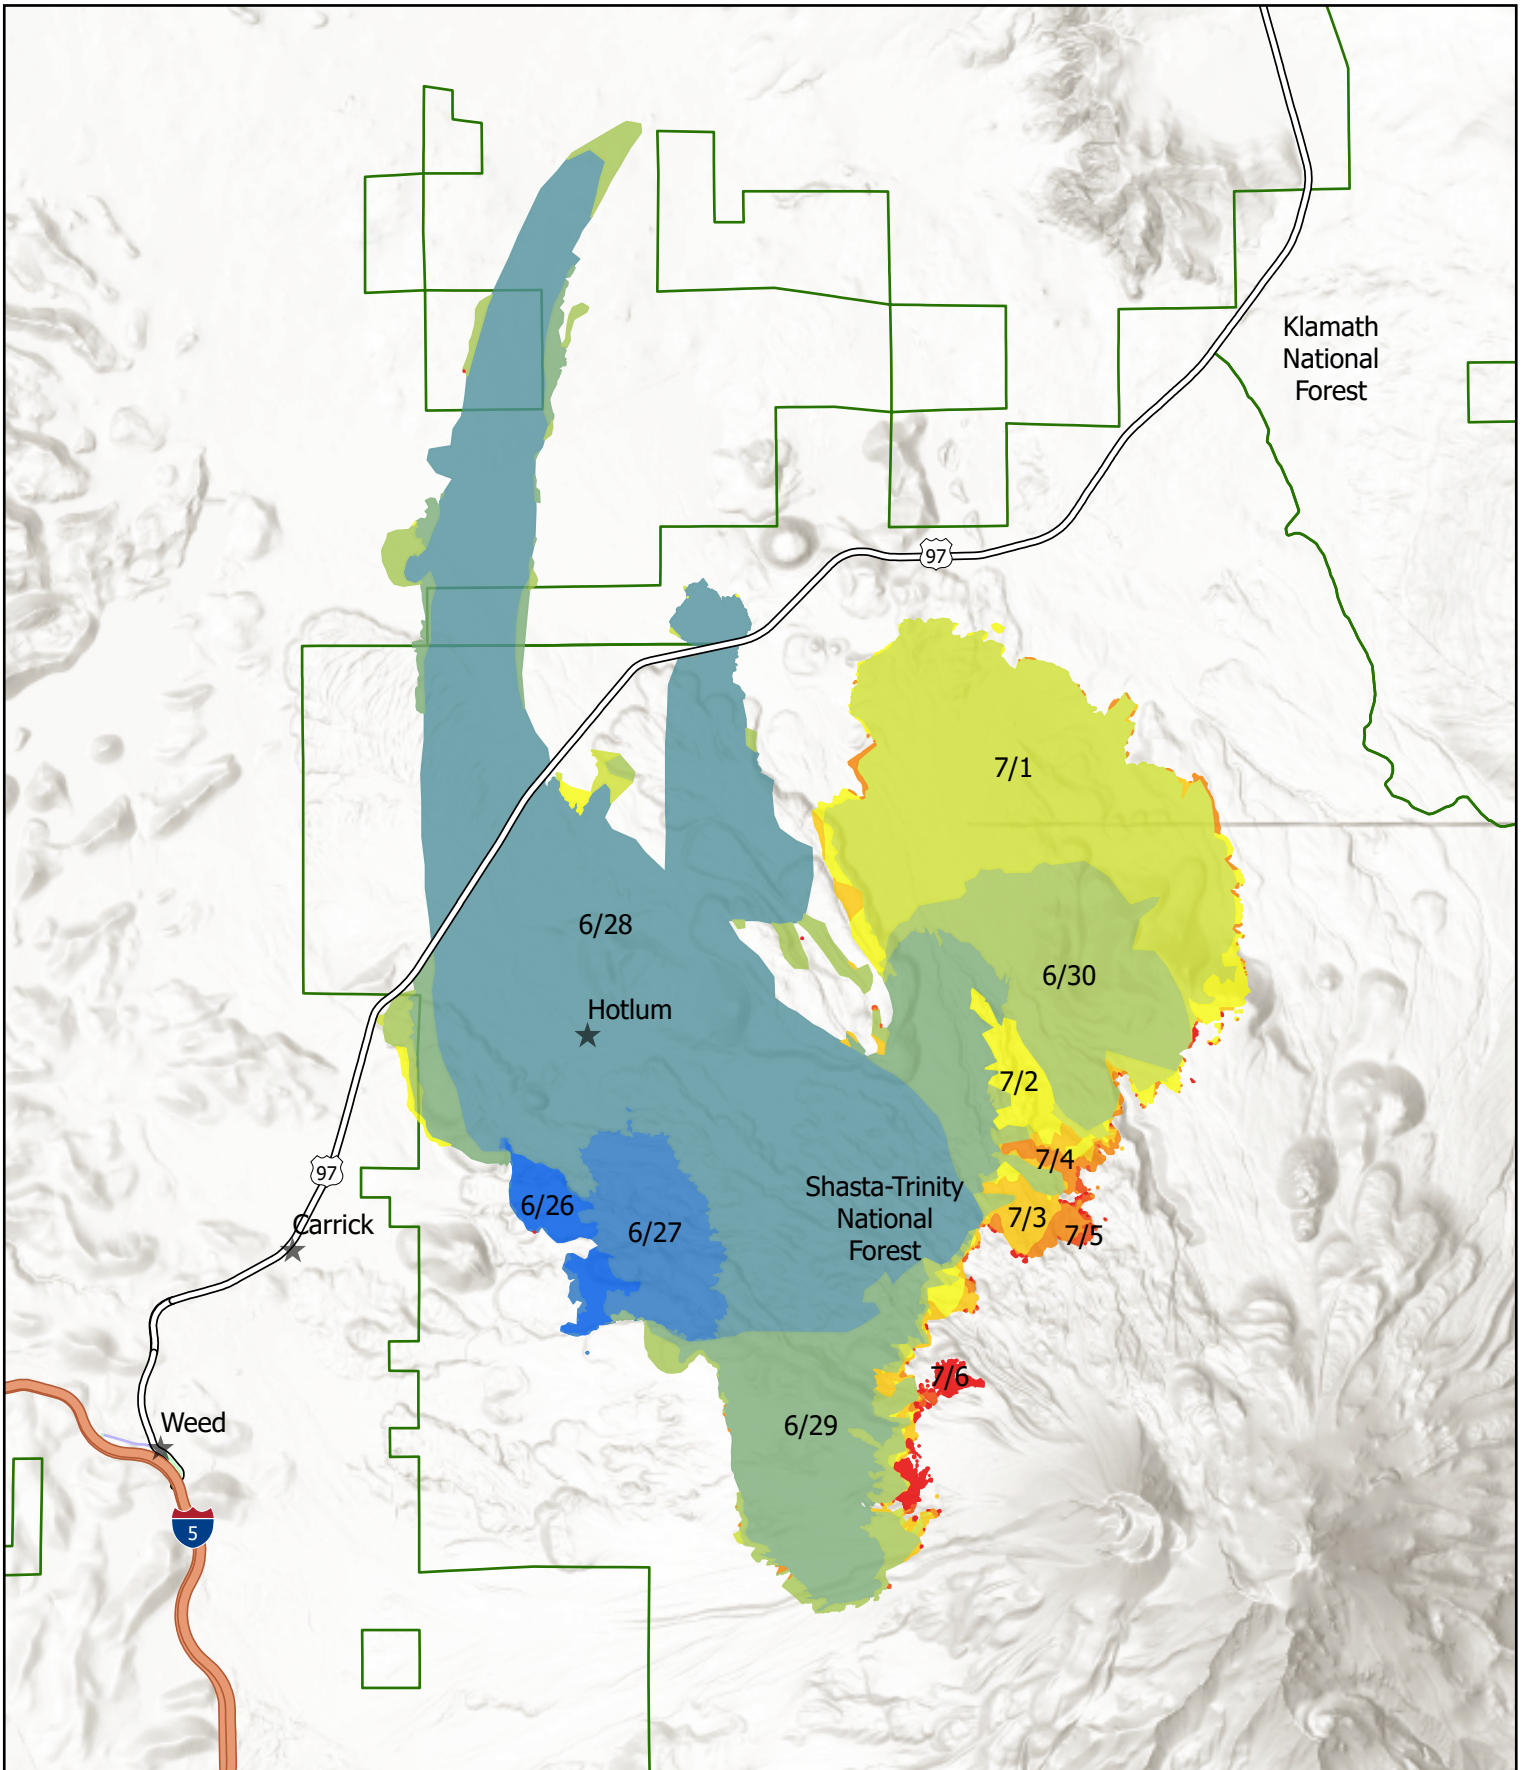 Klamath
National
Forest
97
7/1
6/28
6/30
Hotlum
7/2
7/4
97
Shasta-Trinity
National
Forest
6/26
6/27
7/3
7/5
Carrick
7/6
Weed
6/29
5